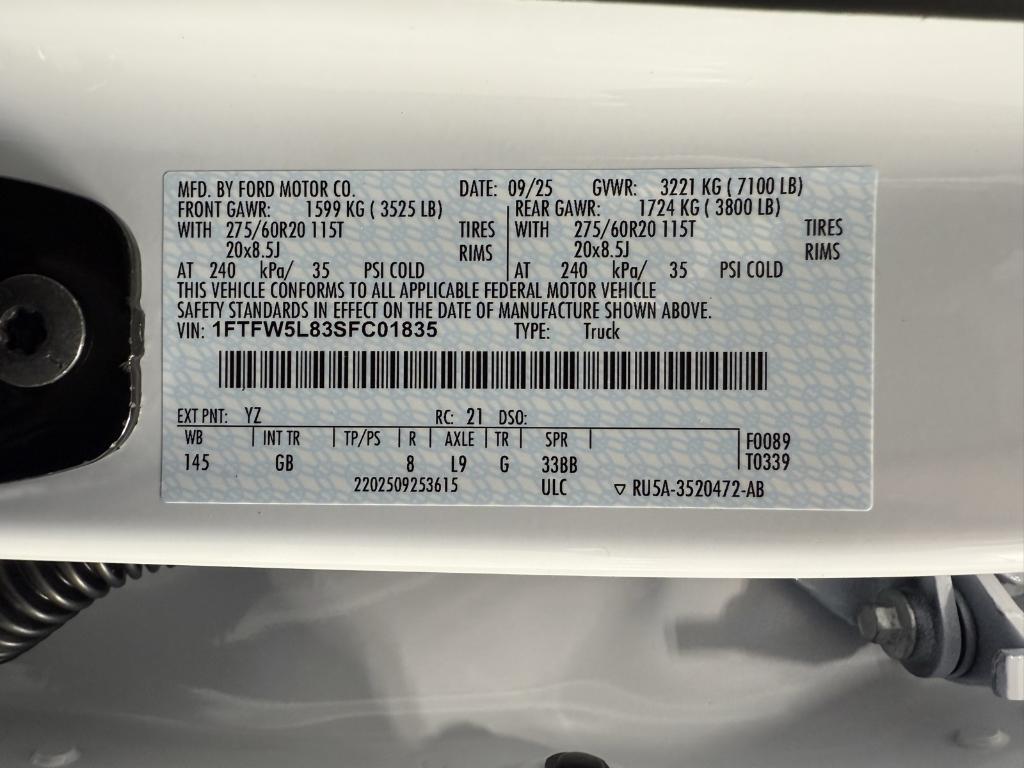 MFD. BY FORD MOTOR CO. DATE: 09/25 GVWR: 3221 KG ( 7100 LB)
FRONT GAWR: 1599 KG ( 3525 LB) REAR GAWR: 1724 KG ( 3800 LB)
WITH 275/60R20 115T TIRES WITH 275/60R20 115T TIRES
20x8.5J RIMS 20x8.5J RIMS
AT 240 kPa/ 35 PSI COLD AT 240 kPa/ 35 PSI COLD
THIS VEHICLE CONFORMS TO ALL APPLICABLE FEDERAL MOTOR VEHICLE
SAFETY STANDARDS IN EFFECT ON THE DATE OF MANUFACTURE SHOWN ABOVE.
VIN: 1FTFW5L83SFC01835 TYPE: Truck
EXT PNT: YZ RC: 21 DSO:
WB INT TR TP/PS R AXLE TR SPR F0089
145 GB 8 L9 G 33BB T0339
2202509253615 ULC ▽ RU5A-3520472-AB